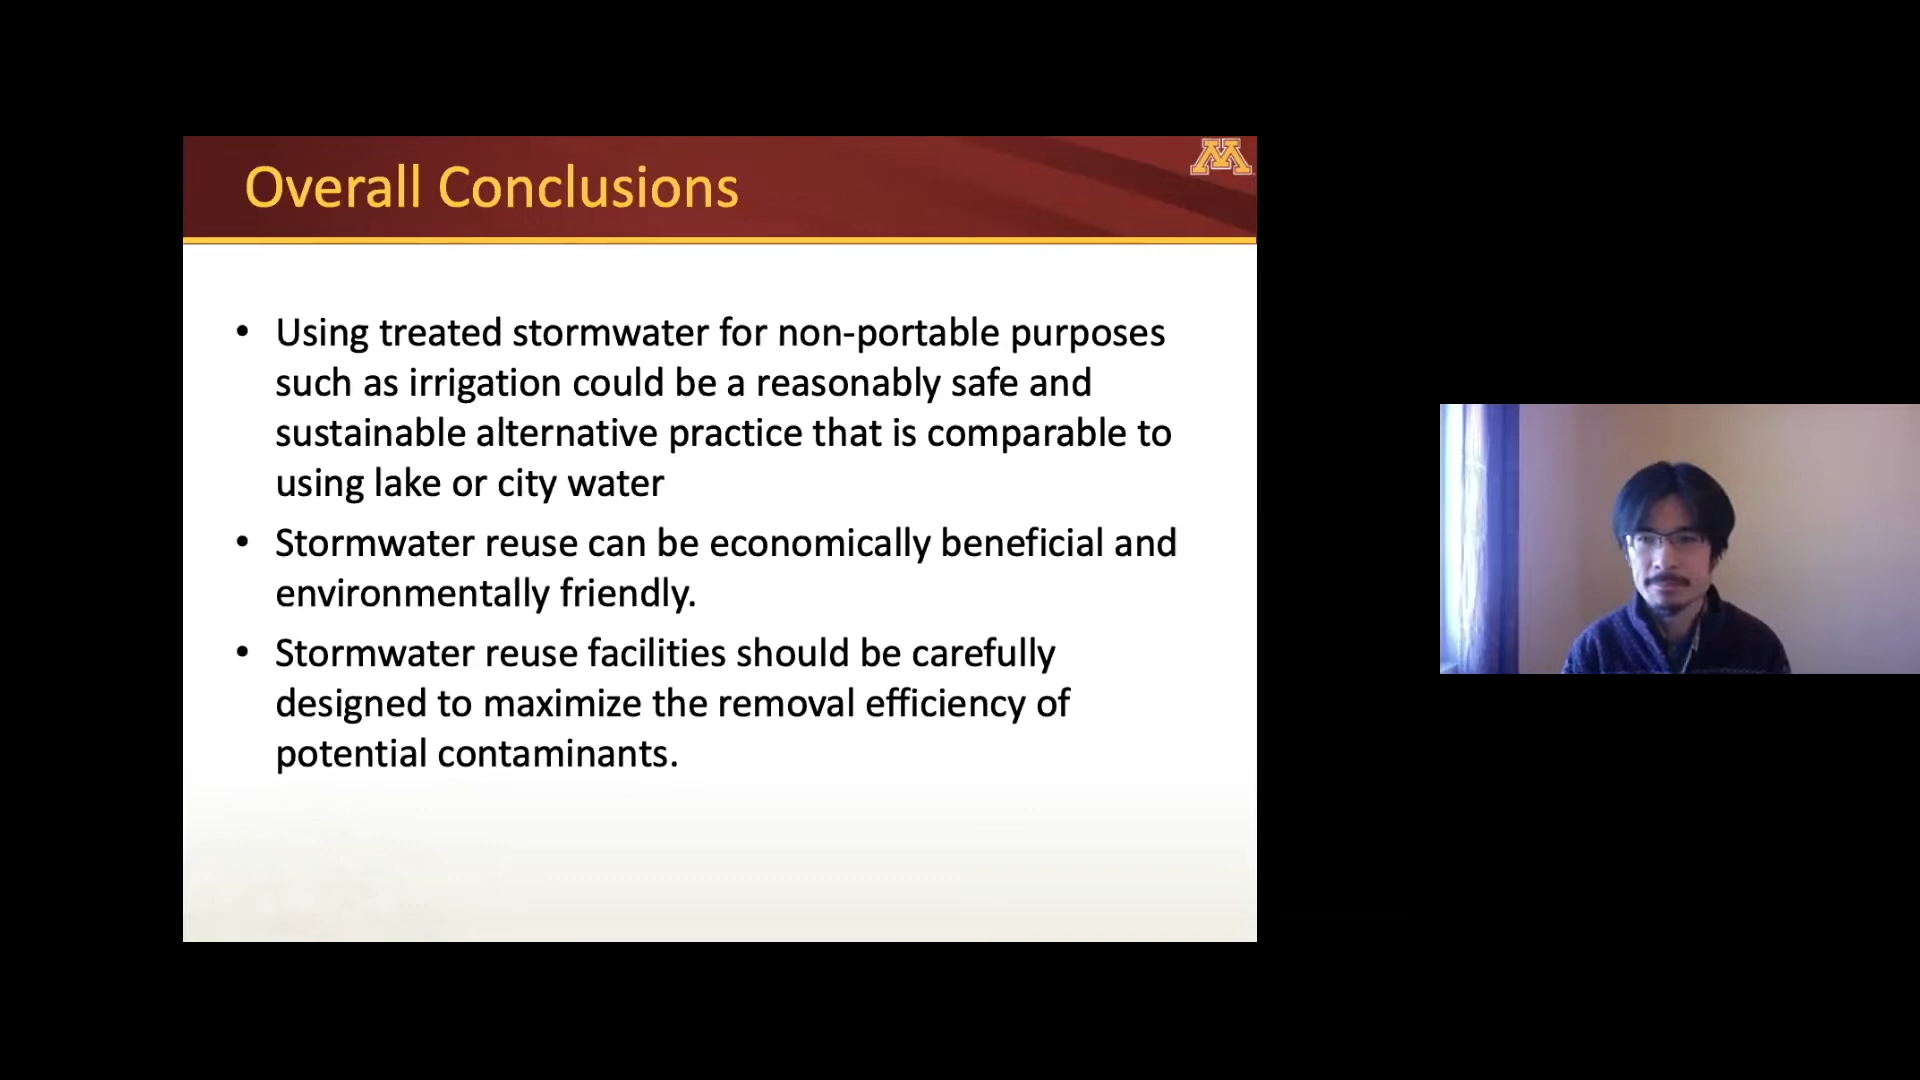 Overall Conclusions
M
• Using treated stormwater for non-portable purposes
such as irrigation could be a reasonably safe and
sustainable alternative practice that is comparable to
using lake or city water
• Stormwater reuse can be economically beneficial and
environmentally friendly.
• Stormwater reuse facilities should be carefully
designed to maximize the removal efficiency of
potential contaminants.